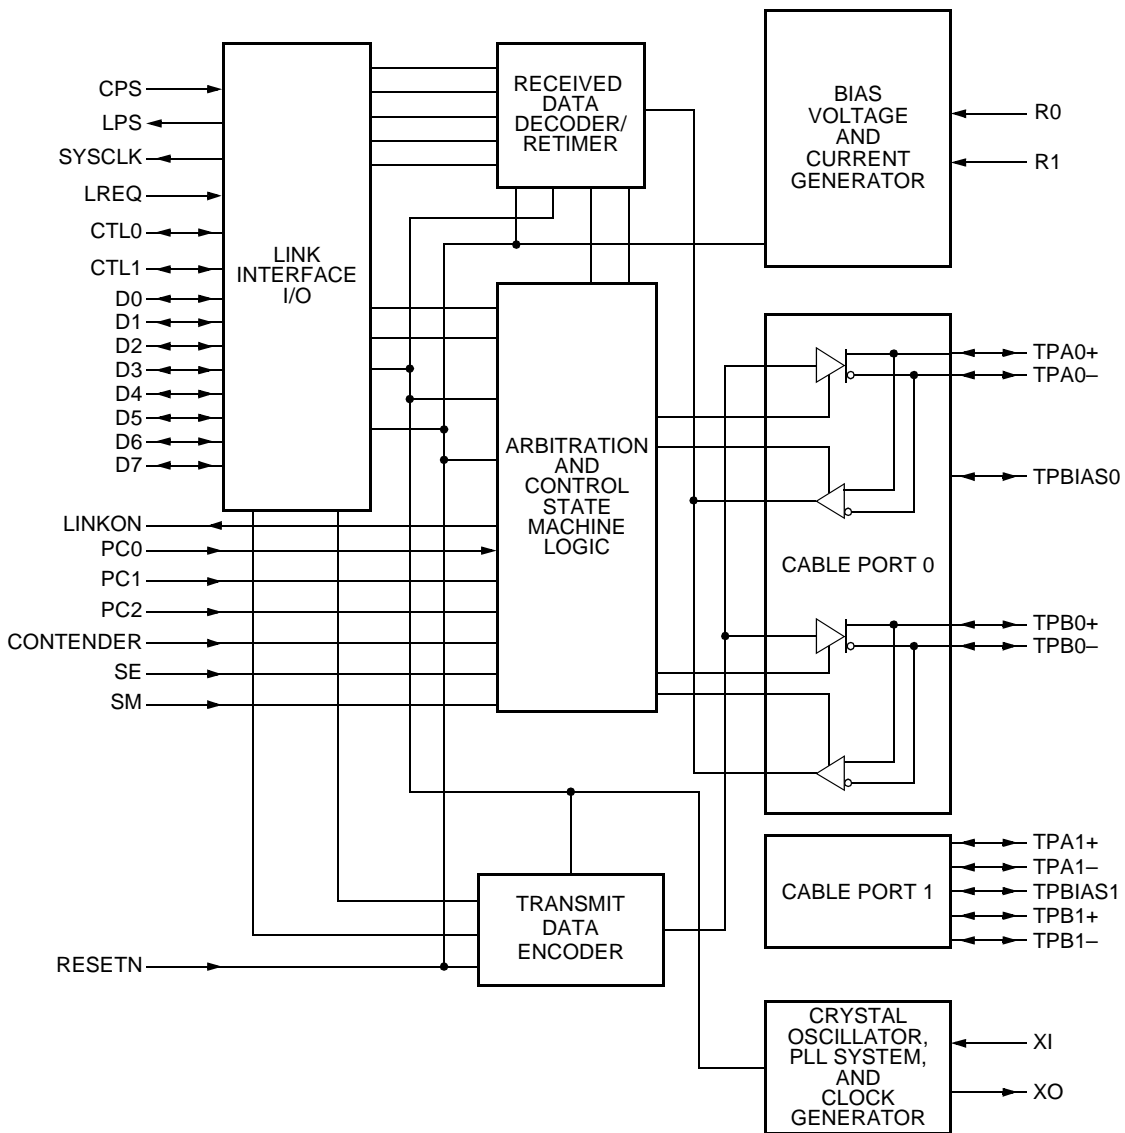 CPS
LPS
SYSCLK
LREQ
CTL0
CTL1
D0
D1
D2
D3
D4
D5
D6
D7
LINKON
PC0
PC1
PC2
CONTENDER
SE
SM
RESETN
LINK
INTERFACE
I/O
RECEIVED
DATA
DECODER/
RETIMER
ARBITRATION
AND
CONTROL
STATE
MACHINE
LOGIC
TRANSMIT
DATA
ENCODER
BIAS
VOLTAGE
AND
CURRENT
GENERATOR
R0
R1
CABLE PORT 0
TPA0+
TPA0–
TPBIAS0
TPB0+
TPB0–
CABLE PORT 1
TPA1+
TPA1–
TPBIAS1
TPB1+
TPB1–
CRYSTAL
OSCILLATOR,
PLL SYSTEM,
AND
CLOCK
GENERATOR
XI
XO